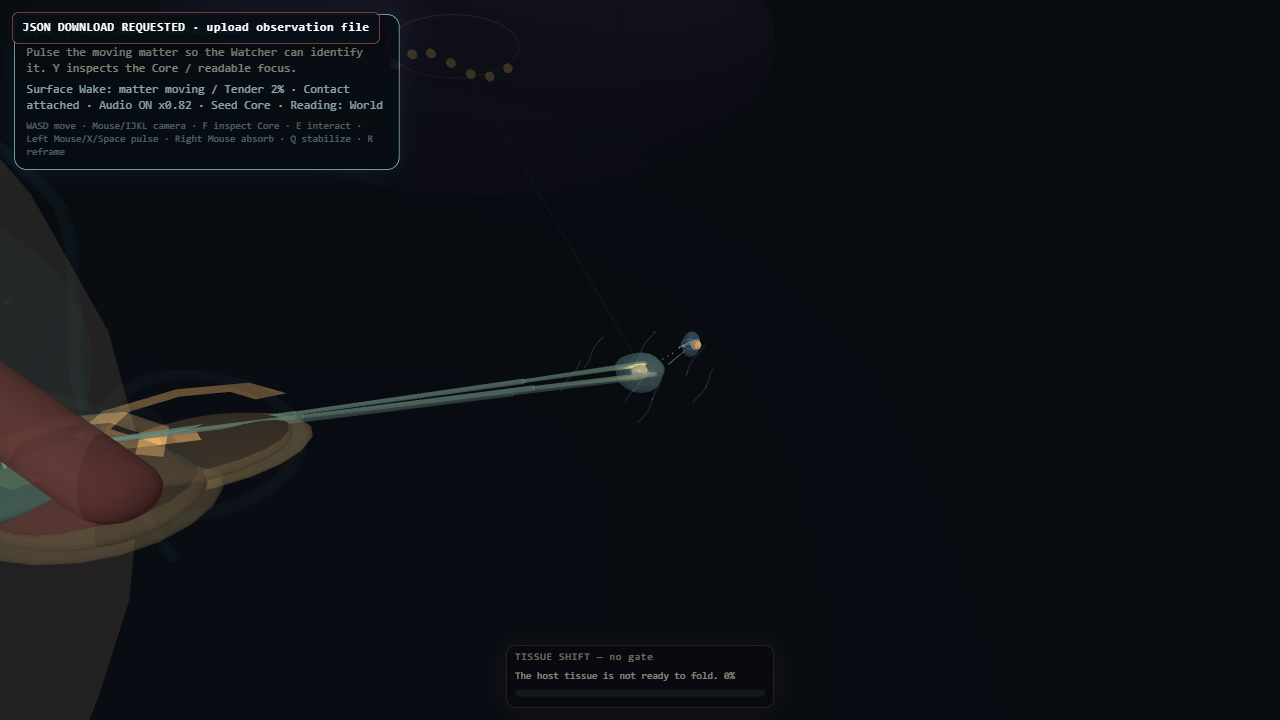 JSON DOWNLOAD REQUESTED · upload observation file
Pulse the moving matter so the Watcher can identify
it. Y inspects the Core / readable focus.
Surface Wake: matter moving / Tender 2% · Contact
attached · Audio ON x0.82 · Seed Core · Reading: World
WASD move · Mouse/IJKL camera · F inspect Core · E interact ·
Left Mouse/X/Space pulse · Right Mouse absorb · Q stabilize · R
reframe
TISSUE SHIFT — no gate
The host tissue is not ready to fold. 0%